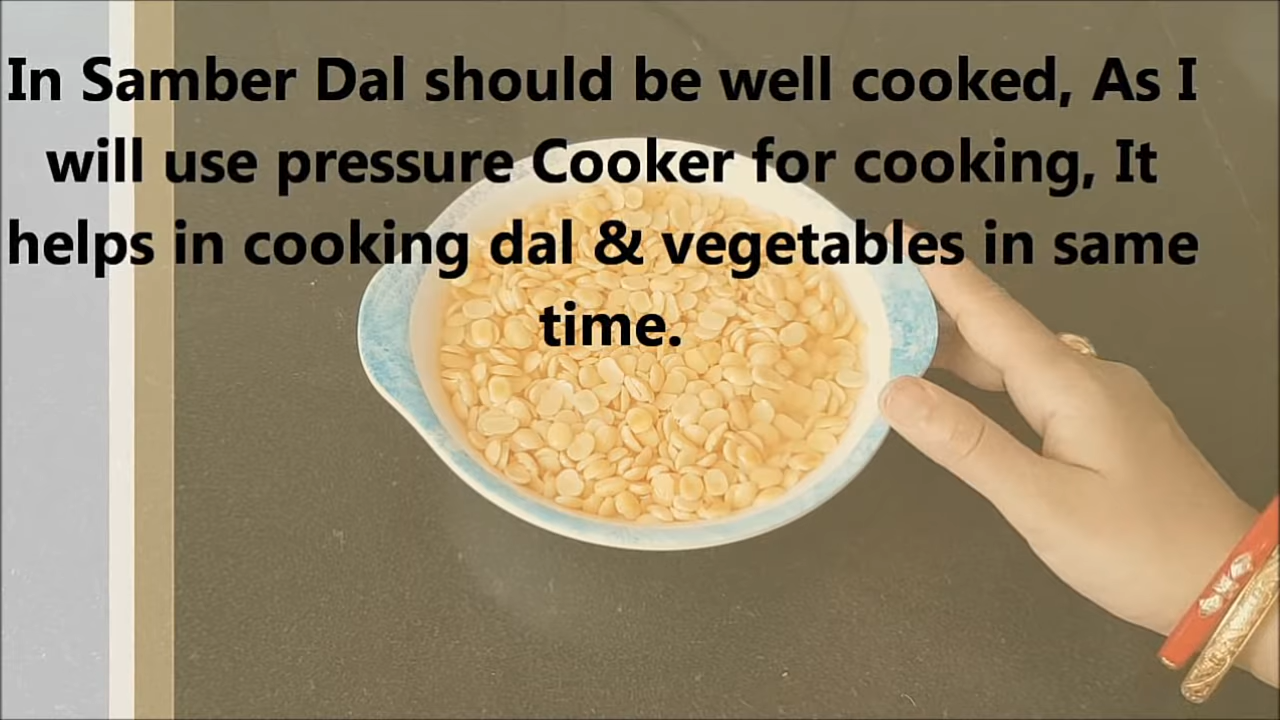 In Samber Dal should be well cooked, As I
will use pressure Cooker for cooking, It
helps in cooking dal & vegetables in same
time.